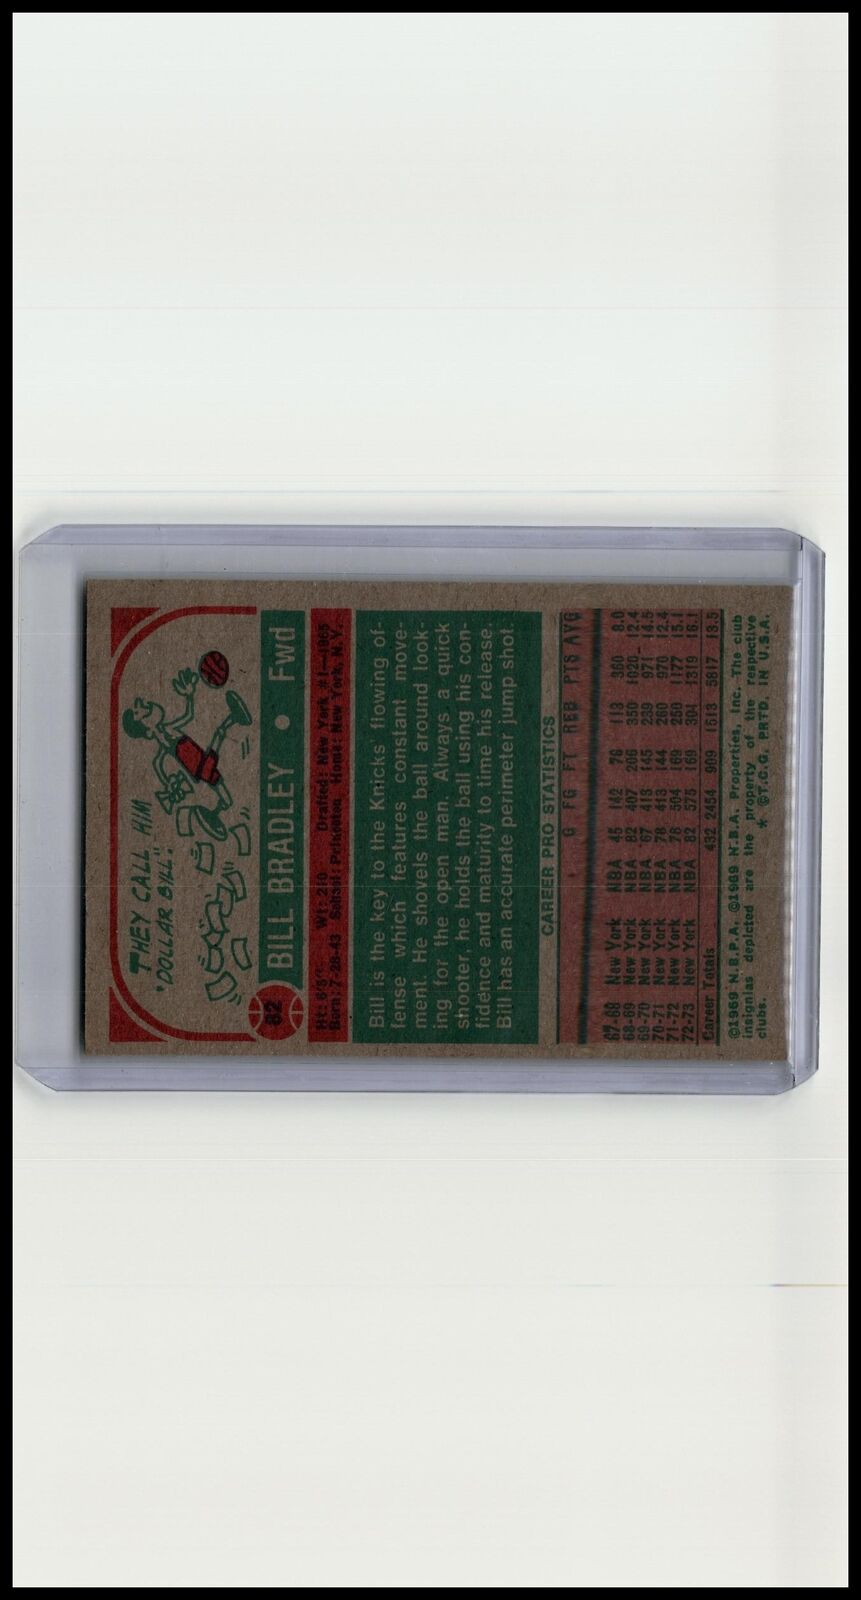 THEY CALL HIM
"DOLLAR BILL".
82 BILL BRADLEY • Fwd
Ht: 6'5" Wt: 210 Drafted: New York #1—1965
Born: 7-28-43 School: Princeton Home: New York, N.Y.
Bill is the key to the Knicks' flowing of-
fense which features constant move-
ment. He shovels the ball around look-
ing for the open man. Always a quick
shooter, he holds the ball using his con-
fidence and maturity to time his release.
Bill has an accurate perimeter jump shot.
CAREER PRO STATISTICS
G FG FT REB PTS AVG
67-68 New York NBA 45 142 76 113 360 8.0
68-69 New York NBA 82 407 206 350 1020 12.4
69-70 New York NBA 67 413 145 239 971 14.5
70-71 New York NBA 78 413 144 260 970 12.4
71-72 New York NBA 78 504 169 250 1177 15.1
72-73 New York NBA 82 575 169 304 1319 16.1
Career Totals 432 2454 909 1513 5817 13.5
©1969 N.B.P.A. ©1969 N.B.A. Properties, Inc. The club
insignias depicted are the property of the respective
clubs. * ©T.C.G. PRTD. IN U.S.A.